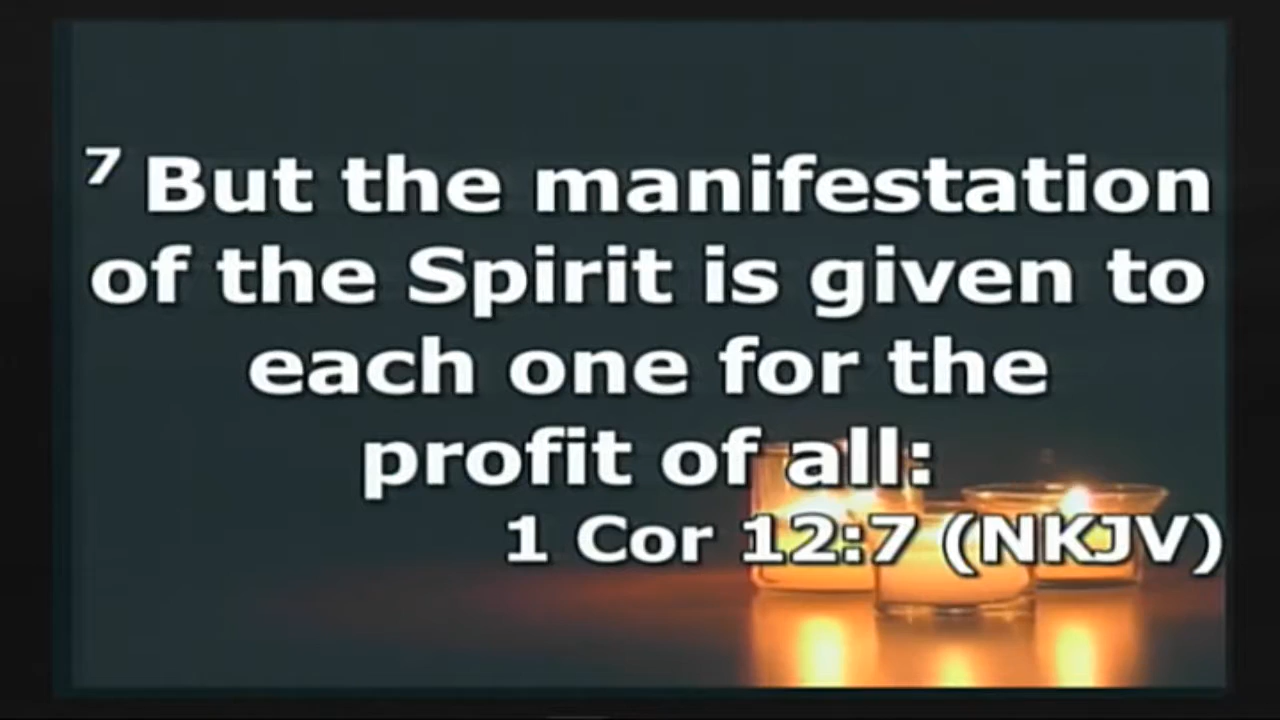 7 But the manifestation
of the Spirit is given to
each one for the
profit of all:
1 Cor 12:7 (NKJV)